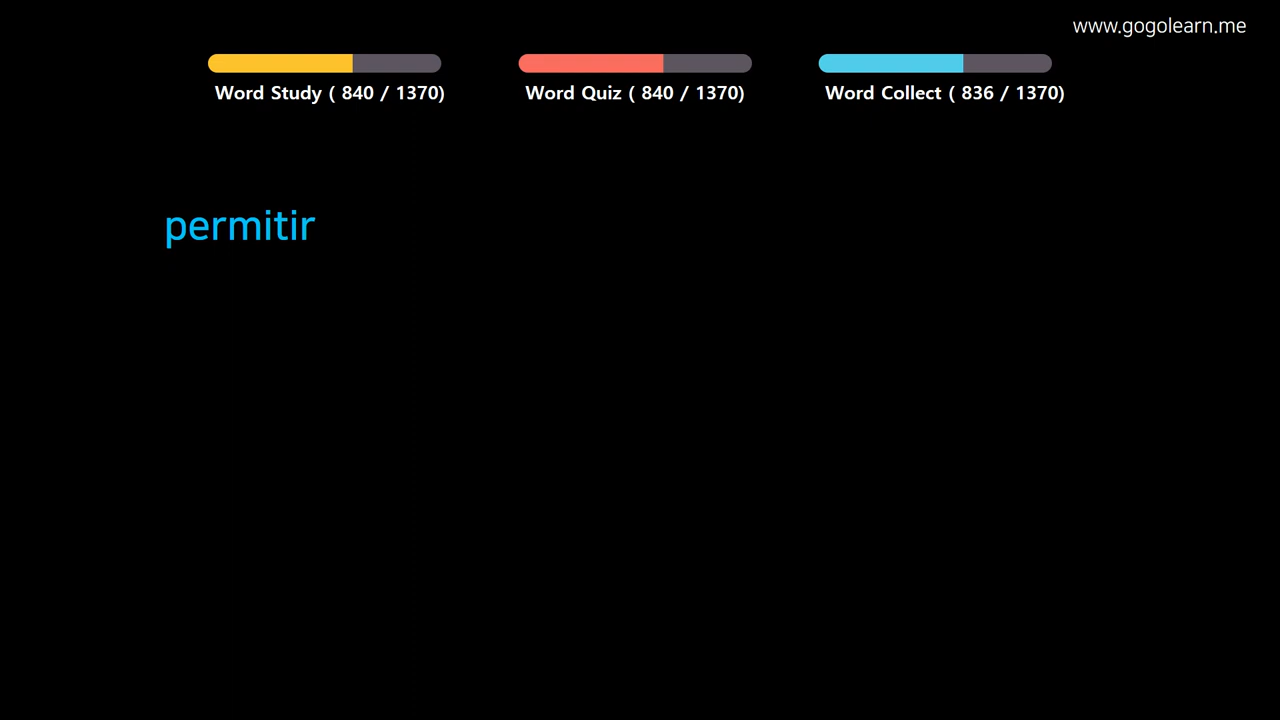 www.gogolearn.me
Word Study ( 840 / 1370)
Word Quiz ( 840 / 1370)
Word Collect ( 836 / 1370)
permitir